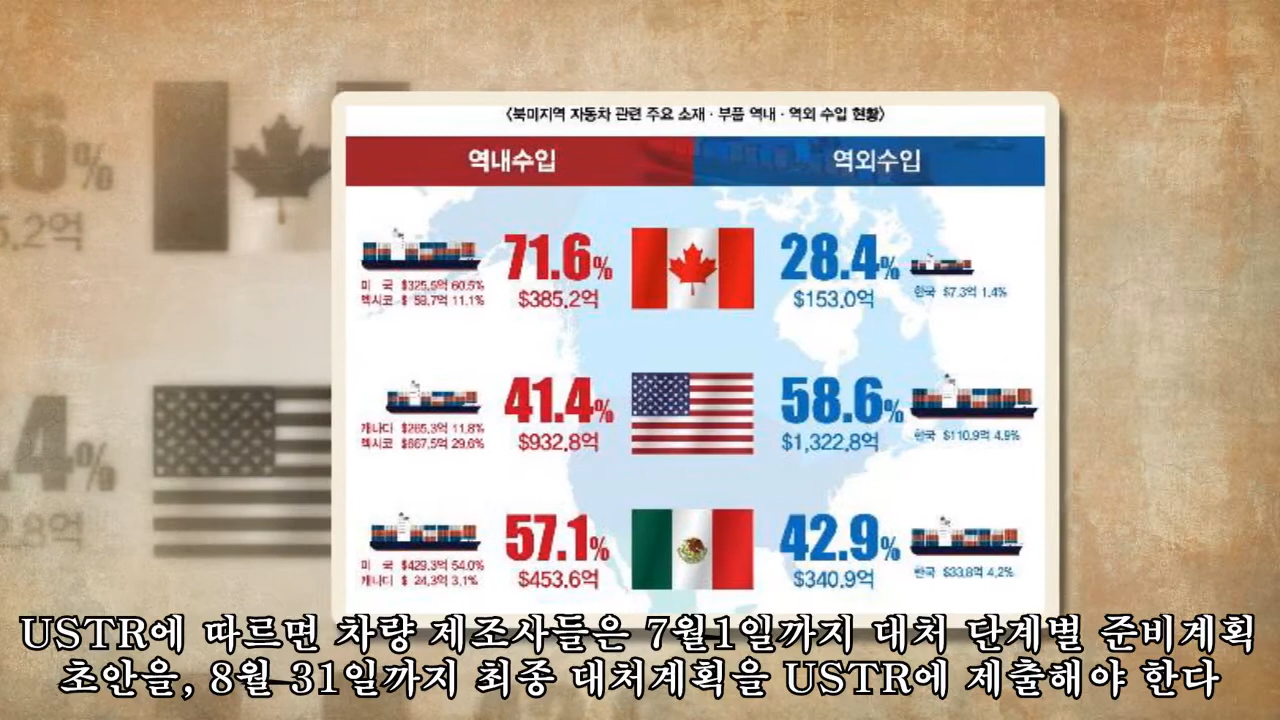 〈북미지역 자동차 관련 주요 소재·부품 역내·역외 수입 현황〉
역내수입 역외수입
71.6% 28.4%
미 국 $325.5억 60.5% 한국 $7.3억 1.4%
멕시코 $ 59.7억 11.1% $385.2억 $153.0억
41.4% 58.6%
캐나다 $265.3억 11.8% 한국 $110.9억 4.9%
멕시코 $667.5억 29.6% $932.8억 $1,322.8억
57.1% 42.9%
미 국 $429.3억 54.0% 한국 $33.8억 4.2%
캐나다 $ 24.3억 3.1% $453.6억 $340.9억
6%
5.2억
.4%
2.8억
USTR에 따르면 차량 제조사들은 7월1일까지 대처 단계별 준비계획
초안을, 8월 31일까지 최종 대처계획을 USTR에 제출해야 한다